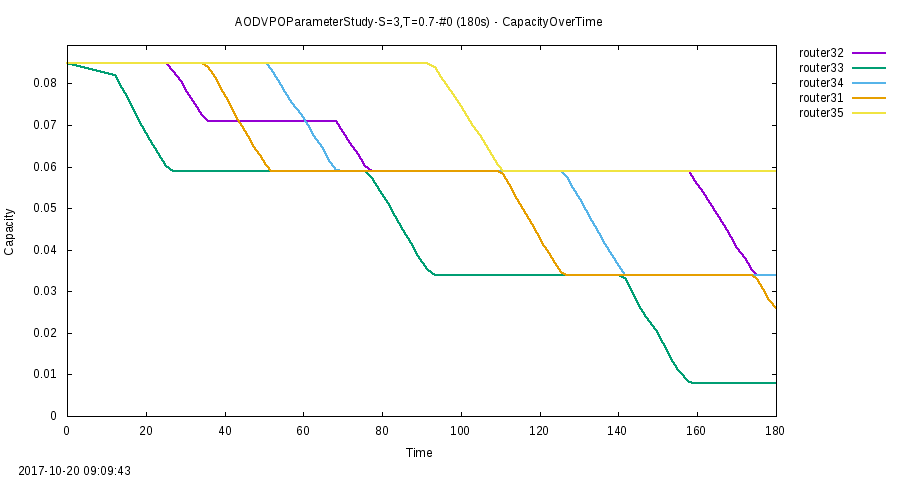 AODVPOParameterStudy-S=3,T=0.7-#0 (180s) - CapacityOverTime
router32
router33
router34
router31
router35
0.08
0.07
0.06
0.05
0.04
0.03
0.02
0.01
0
Capacity
0 20 40 60 80 100 120 140 160 180
Time
2017-10-20 09:09:43